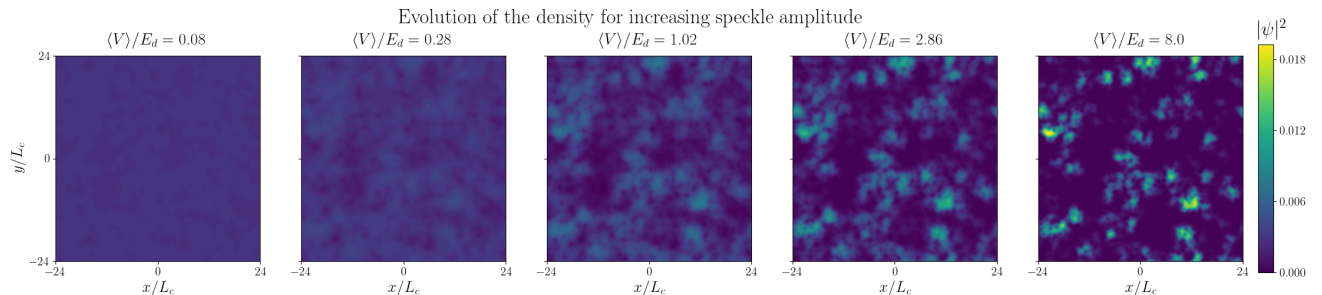 Evolution of the density for increasing speckle amplitude
⟨V⟩/E_d = 0.08
⟨V⟩/E_d = 0.28
⟨V⟩/E_d = 1.02
⟨V⟩/E_d = 2.86
⟨V⟩/E_d = 8.0
|ψ|²
24
0
−24
y/L_c
−24 0 24
x/L_c
−24 0 24
x/L_c
−24 0 24
x/L_c
−24 0 24
x/L_c
−24 0 24
x/L_c
0.018
0.012
0.006
0.000